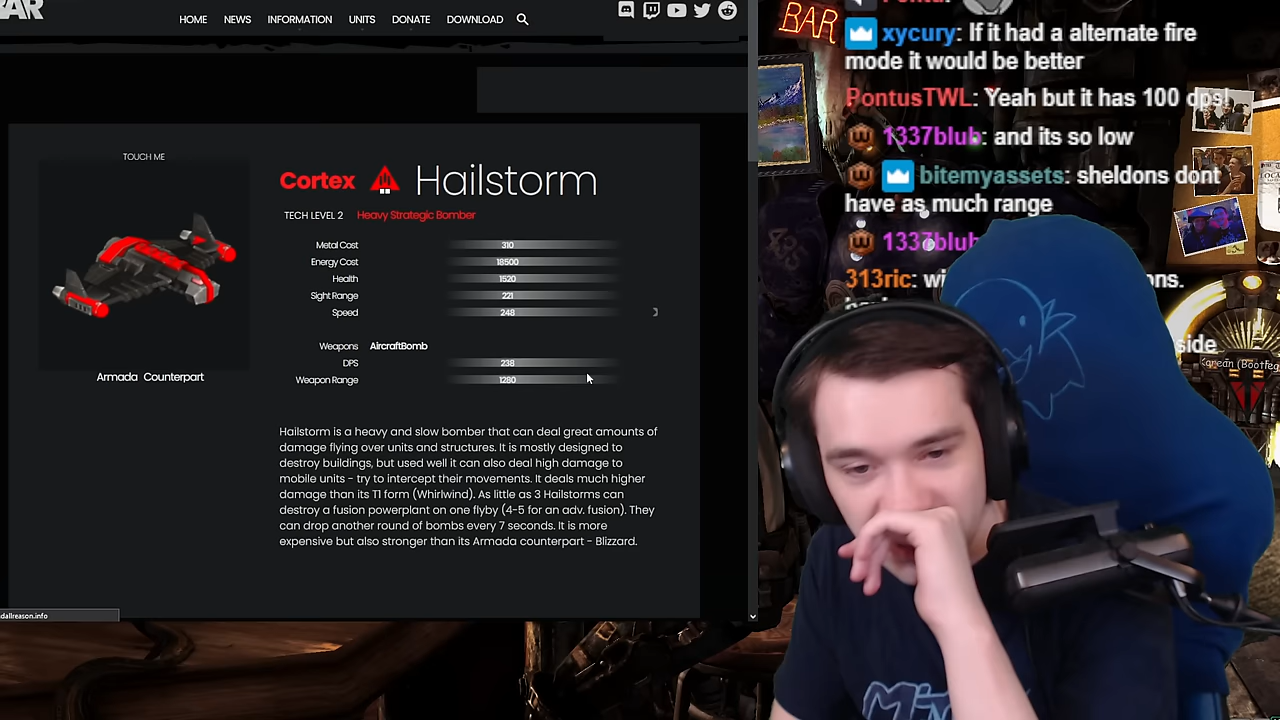 AR
HOME NEWS INFORMATION UNITS DONATE DOWNLOAD
TOUCH ME
Cortex Hailstorm
TECH LEVEL 2 Heavy Strategic Bomber
Metal Cost 310
Energy Cost 18500
Health 1520
Sight Range 221
Speed 248
Weapons AircraftBomb
DPS 238
Weapon Range 1280
Armada Counterpart
Hailstorm is a heavy and slow bomber that can deal great amounts of
damage flying over units and structures. It is mostly designed to
destroy buildings, but used well it can also deal high damage to
mobile units - try to intercept their movements. It deals much higher
damage than its T1 form (Whirlwind). As little as 3 Hailstorms can
destroy a fusion powerplant on one flyby (4-5 for an adv. fusion). They
can drop another round of bombs every 7 seconds. It is more
expensive but also stronger than its Armada counterpart - Blizzard.
dallreason.info
BAR
xycury: If it had a alternate fire
mode it would be better
PontusTWL: Yeah but it has 100 dps!
1337blub: and its so low
bitemyassets: sheldons dont
have as much range
1337blub
313ric: wi ons.
side
Korean (Bootleg